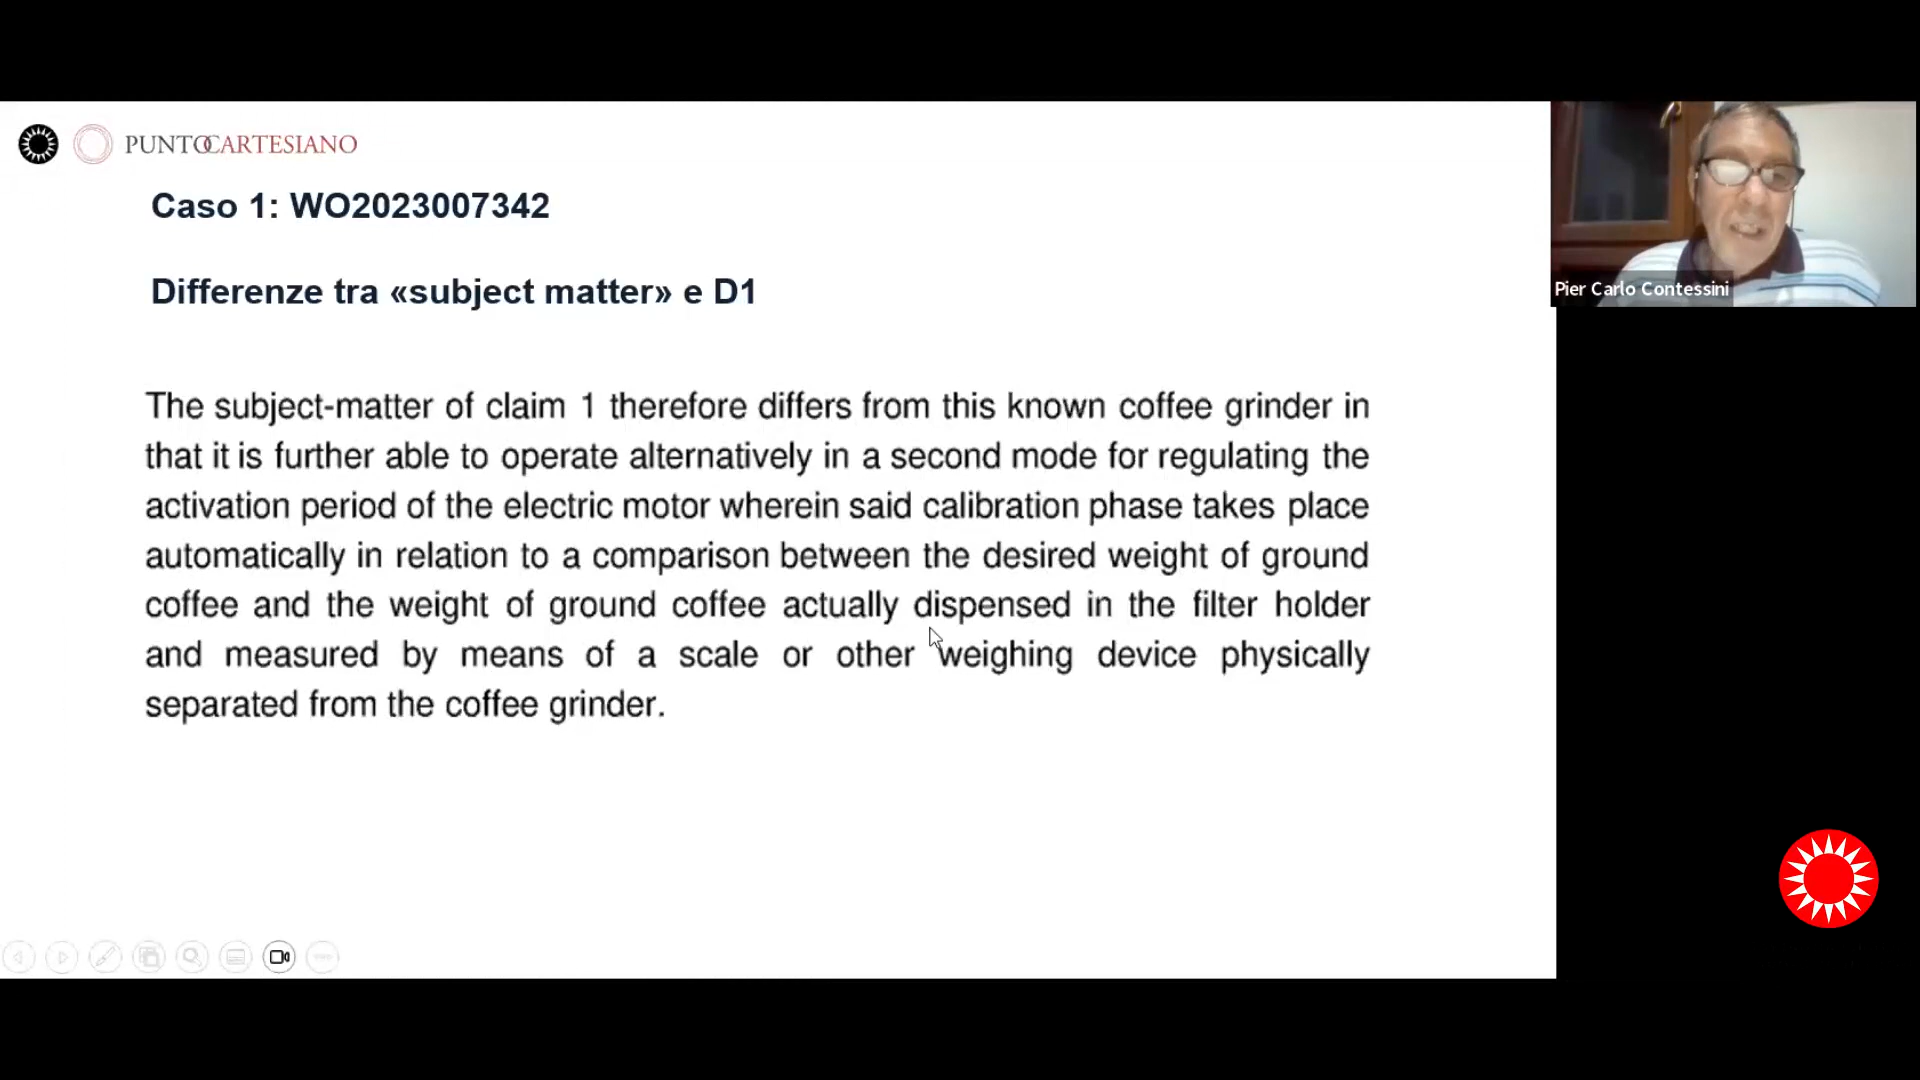 PUNTOCARTESIANO
Caso 1: WO2023007342
Differenze tra «subject matter» e D1
The subject-matter of claim 1 therefore differs from this known coffee grinder in
that it is further able to operate alternatively in a second mode for regulating the
activation period of the electric motor wherein said calibration phase takes place
automatically in relation to a comparison between the desired weight of ground
coffee and the weight of ground coffee actually dispensed in the filter holder
and measured by means of a scale or other weighing device physically
separated from the coffee grinder.
Pier Carlo Contessini